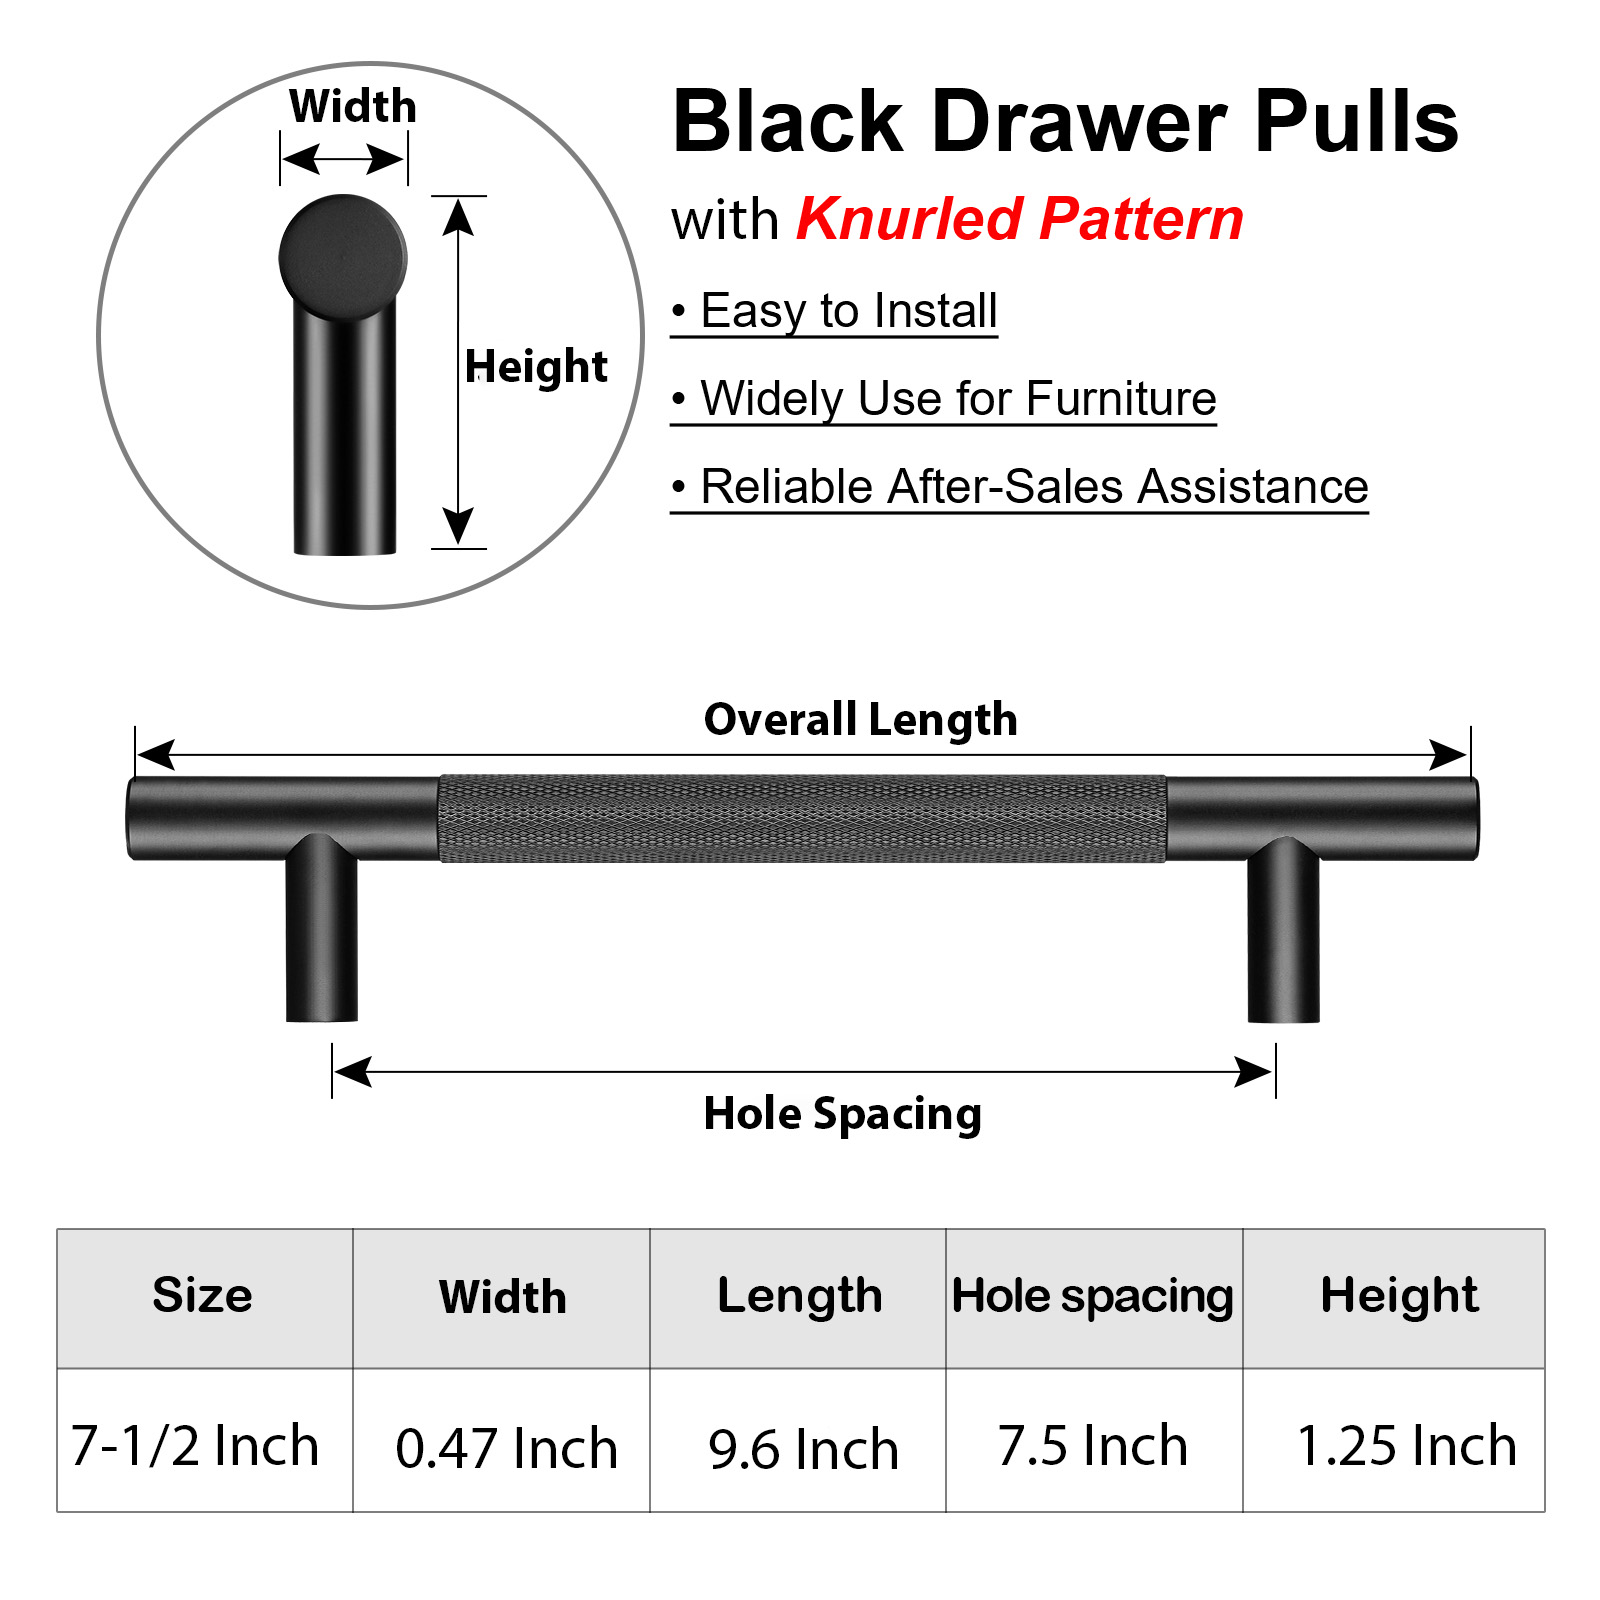 Width
Height
Black Drawer Pulls
with Knurled Pattern
• Easy to Install
• Widely Use for Furniture
• Reliable After-Sales Assistance
Overall Length
Hole Spacing
Size Width Length Hole spacing Height
7-1/2 Inch 0.47 Inch 9.6 Inch 7.5 Inch 1.25 Inch